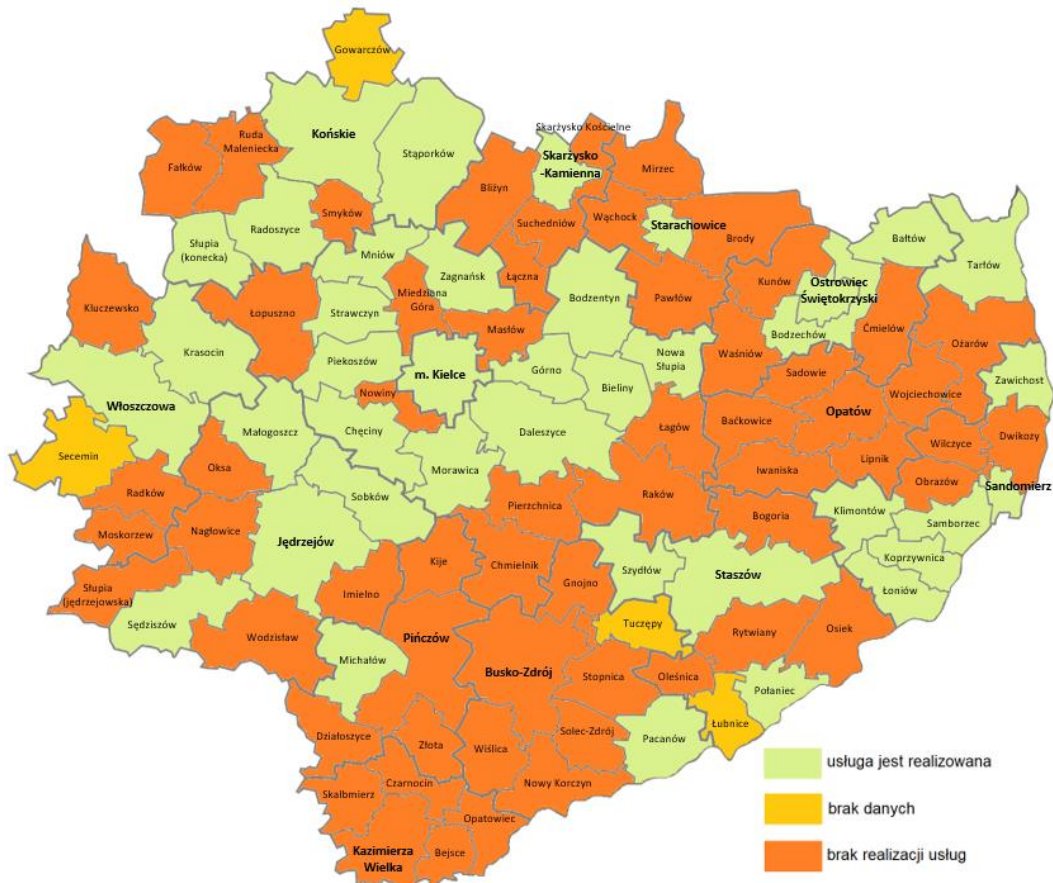 Gowarczów
Końskie
Stąporków
Ruda
Maleniecka
Fałków
Smyków
Radoszyce
Słupia
(konecka)
Skarżysko Kościelne
Skarżysko
-Kamienna
Mirzec
Bliżyn
Suchedniów
Wąchock
Starachowice
Brody
Bałtów
Tarłów
Mniów
Zagnańsk
Łączna
Bodzentyn
Pawłów
Kunów
Ostrowiec
Świętokrzyski
Bodzechów
Ćmielów
Ożarów
Kluczewsko
Łopuszno
Strawczyn
Miedziana
Góra
Masłów
Krasocin
Piekoszów
m. Kielce
Górno
Bieliny
Nowa
Słupia
Waśniów
Sadowie
Wojciechowice
Zawichost
Włoszczowa
Nowiny
Małogoszcz
Chęciny
Daleszyce
Łagów
Baćkowice
Opatów
Secemin
Oksa
Morawica
Iwaniska
Lipnik
Wilczyce
Dwikozy
Radków
Sobków
Pierzchnica
Raków
Obrazów
Sandomierz
Moskorzew
Nagłowice
Jędrzejów
Bogoria
Klimontów
Samborzec
Kije
Chmielnik
Gnojno
Szydłów
Staszów
Koprzywnica
Słupia
(jędrzejowska)
Imielno
Łoniów
Sędziszów
Wodzisław
Pińczów
Tuczępy
Rytwiany
Osiek
Michałów
Busko-Zdrój
Stopnica
Oleśnica
Połaniec
Łubnice
Działoszyce
Złota
Wiślica
Solec-Zdrój
Pacanów
Skalbmierz
Czarnocin
Nowy Korczyn
Opatowiec
Kazimierza
Wielka
Bejsce
usługa jest realizowana
brak danych
brak realizacji usług